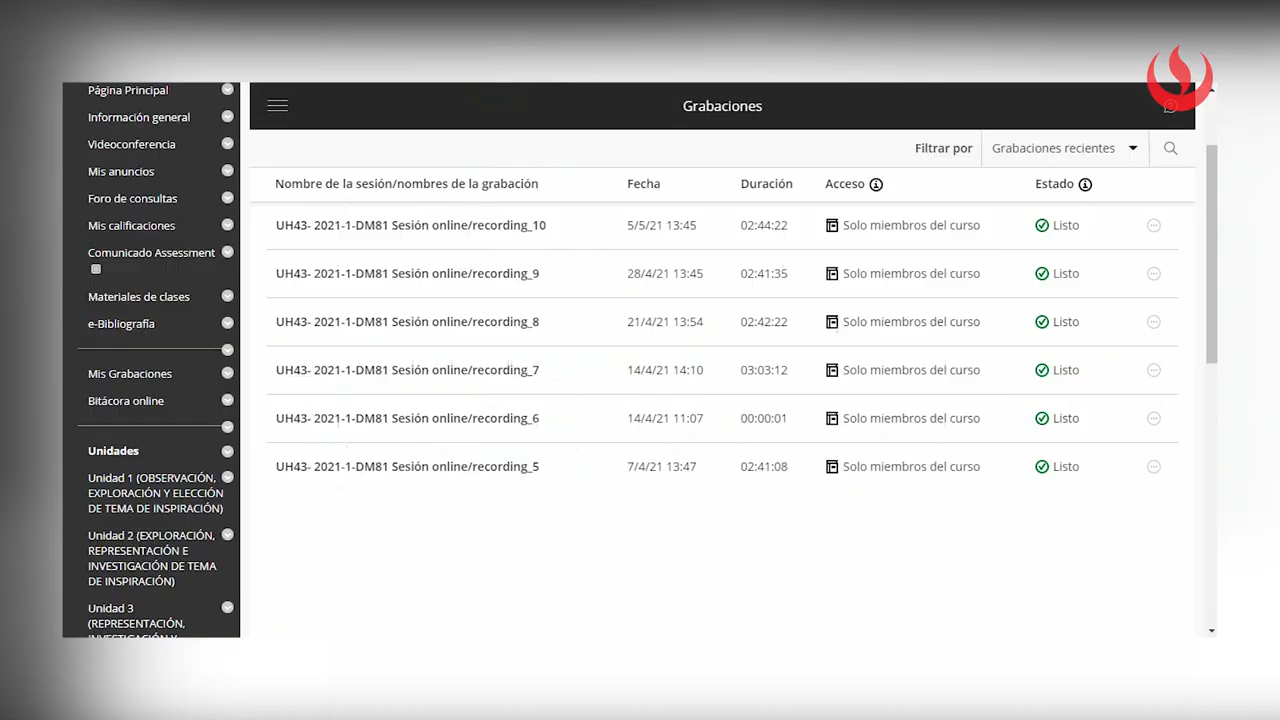 Página Principal
Información general
Videoconferencia
Mis anuncios
Foro de consultas
Mis calificaciones
Comunicado Assessment
Materiales de clases
e-Bibliografía
Mis Grabaciones
Bitácora online
Unidades
Unidad 1 (OBSERVACIÓN,
EXPLORACIÓN Y ELECCIÓN
DE TEMA DE INSPIRACIÓN)
Unidad 2 (EXPLORACIÓN,
REPRESENTACIÓN E
INVESTIGACIÓN DE TEMA
DE INSPIRACIÓN)
Unidad 3
(REPRESENTACIÓN,
INVESTIGACIÓN Y
Grabaciones
Filtrar por Grabaciones recientes
Nombre de la sesión/nombres de la grabación Fecha Duración Acceso Estado
UH43- 2021-1-DM81 Sesión online/recording_10 5/5/21 13:45 02:44:22 Solo miembros del curso Listo
UH43- 2021-1-DM81 Sesión online/recording_9 28/4/21 13:45 02:41:35 Solo miembros del curso Listo
UH43- 2021-1-DM81 Sesión online/recording_8 21/4/21 13:54 02:42:22 Solo miembros del curso Listo
UH43- 2021-1-DM81 Sesión online/recording_7 14/4/21 14:10 03:03:12 Solo miembros del curso Listo
UH43- 2021-1-DM81 Sesión online/recording_6 14/4/21 11:07 00:00:01 Solo miembros del curso Listo
UH43- 2021-1-DM81 Sesión online/recording_5 7/4/21 13:47 02:41:08 Solo miembros del curso Listo